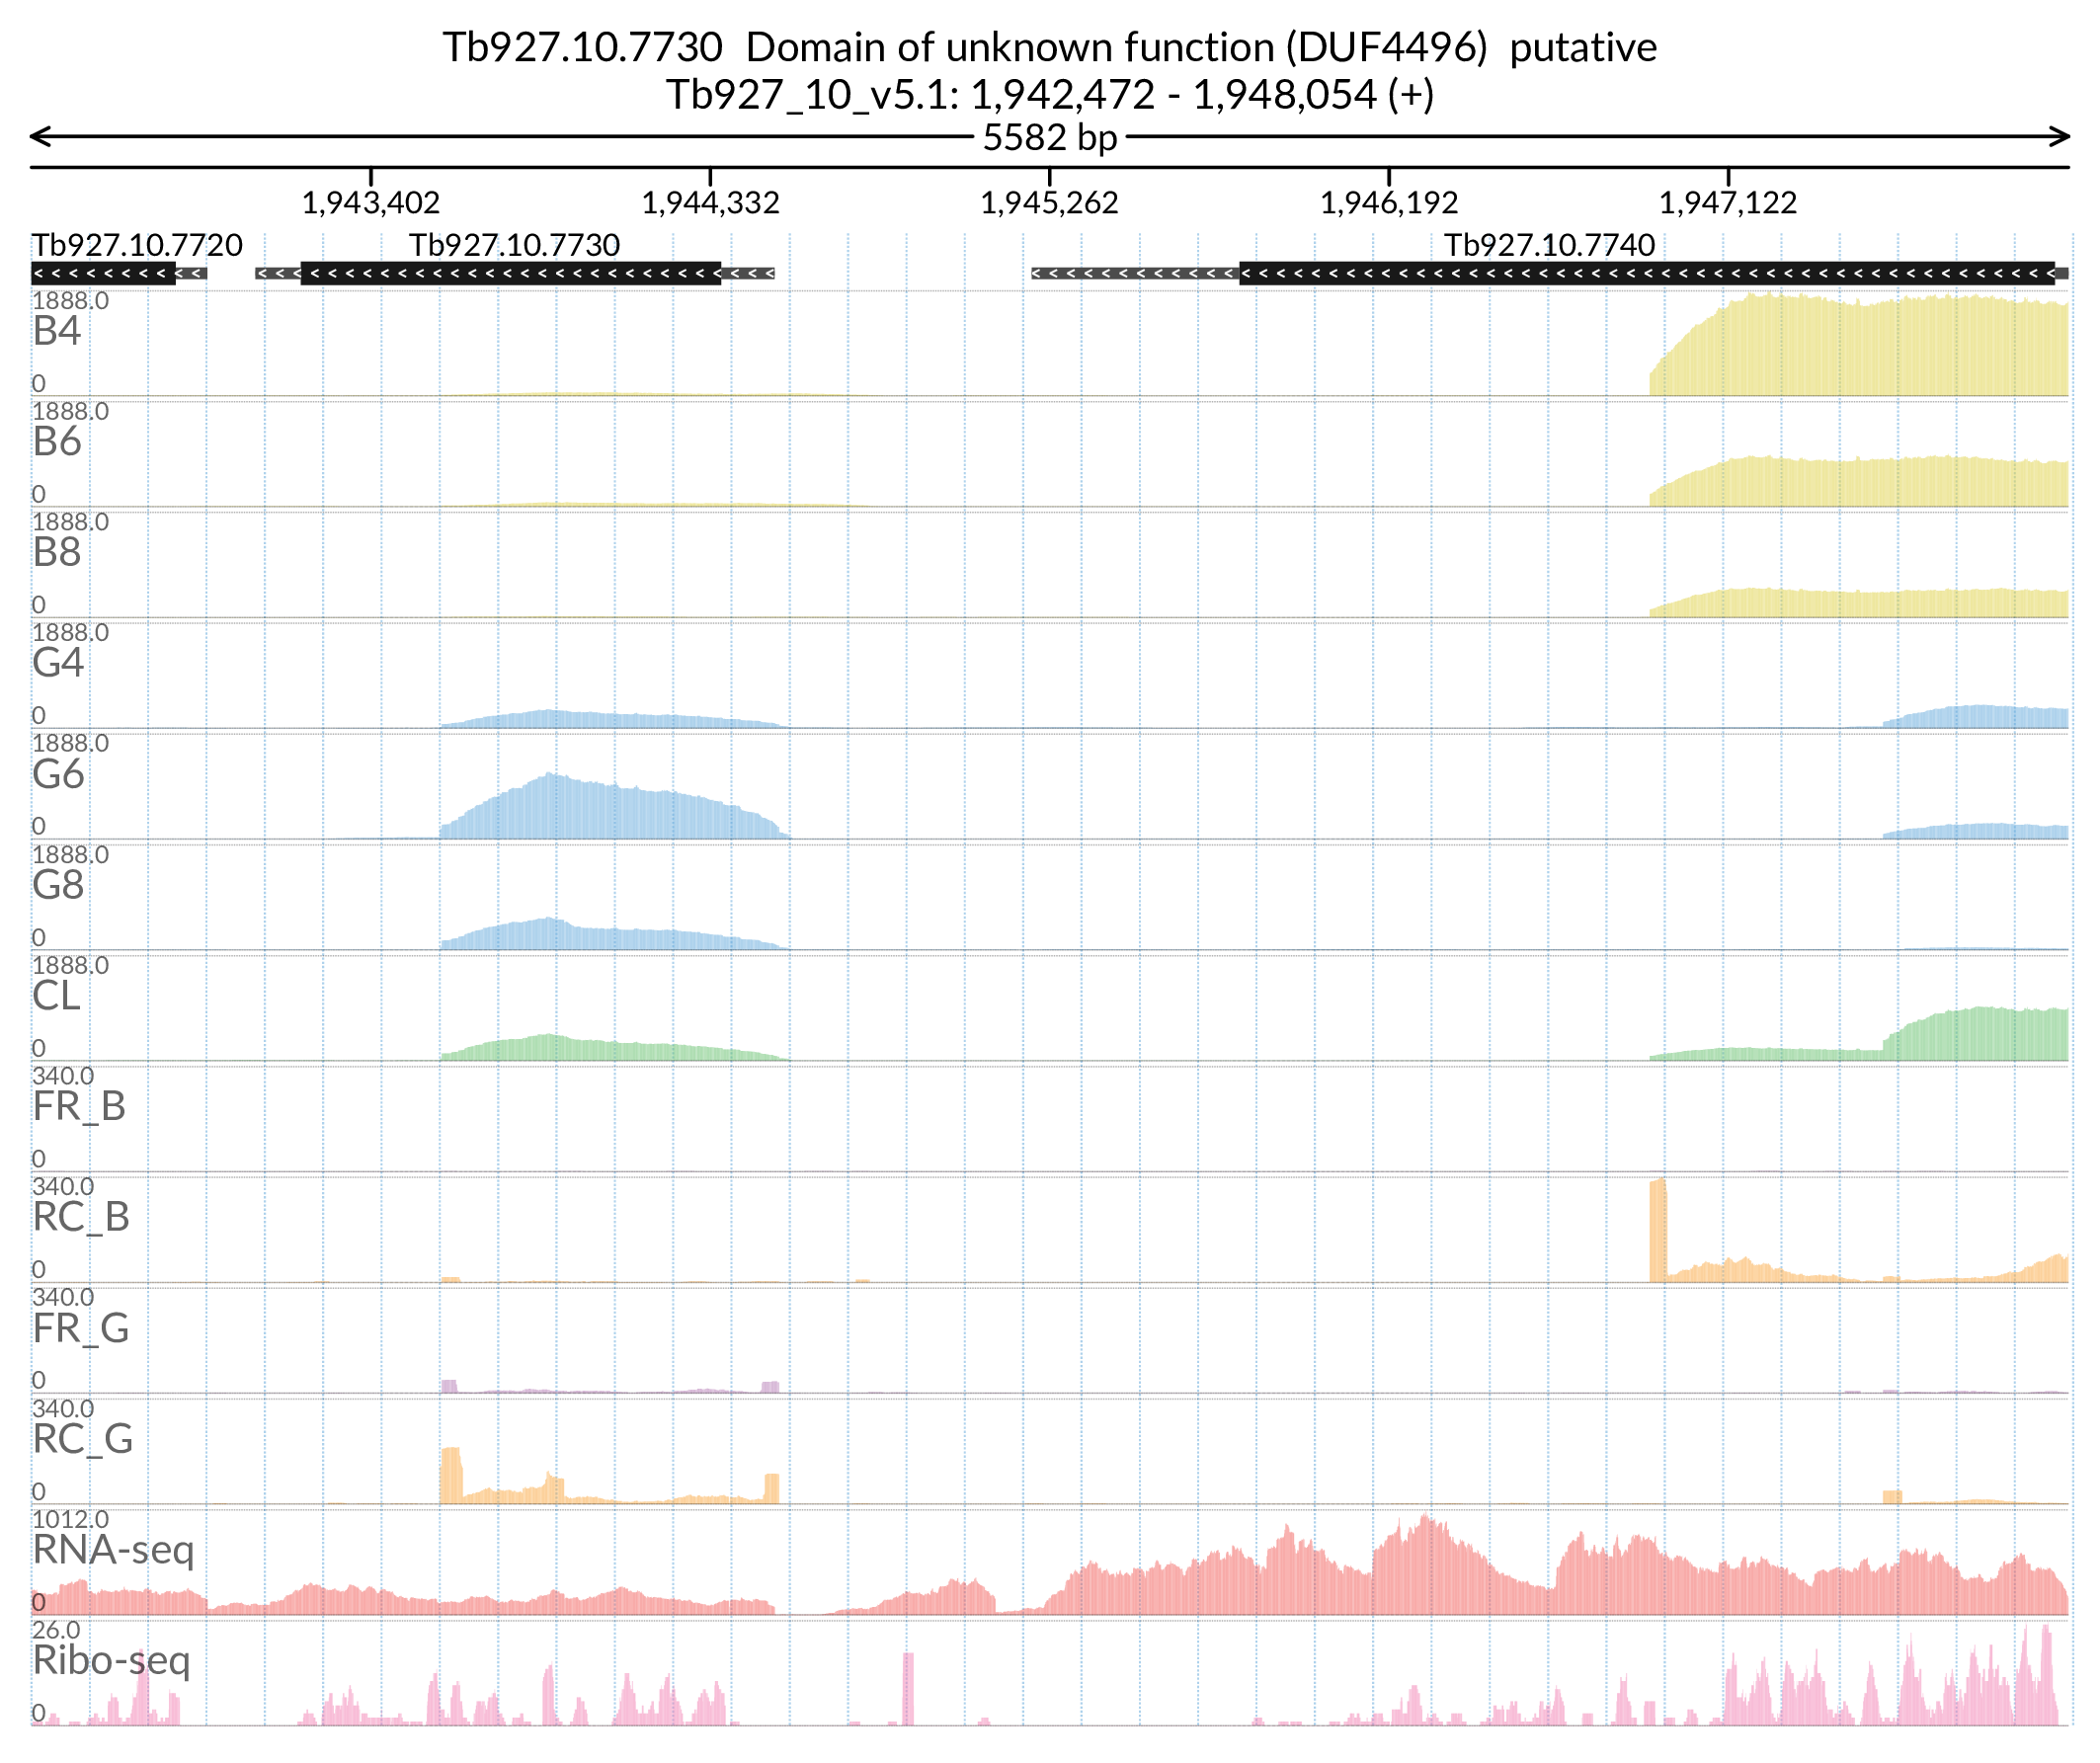 Tb927.10.7730 Domain of unknown function (DUF4496) putative
Tb927_10_v5.1: 1,942,472 - 1,948,054 (+)
5582 bp
1,943,402 1,944,332 1,945,262 1,946,192 1,947,122
Tb927.10.7720 Tb927.10.7730 Tb927.10.7740
1888.0
B4
0
1888.0
B6
0
1888.0
B8
0
1888.0
G4
0
1888.0
G6
0
1888.0
G8
0
1888.0
CL
0
340.0
FR_B
0
340.0
RC_B
0
340.0
FR_G
0
340.0
RC_G
0
1012.0
RNA-seq
0
26.0
Ribo-seq
0